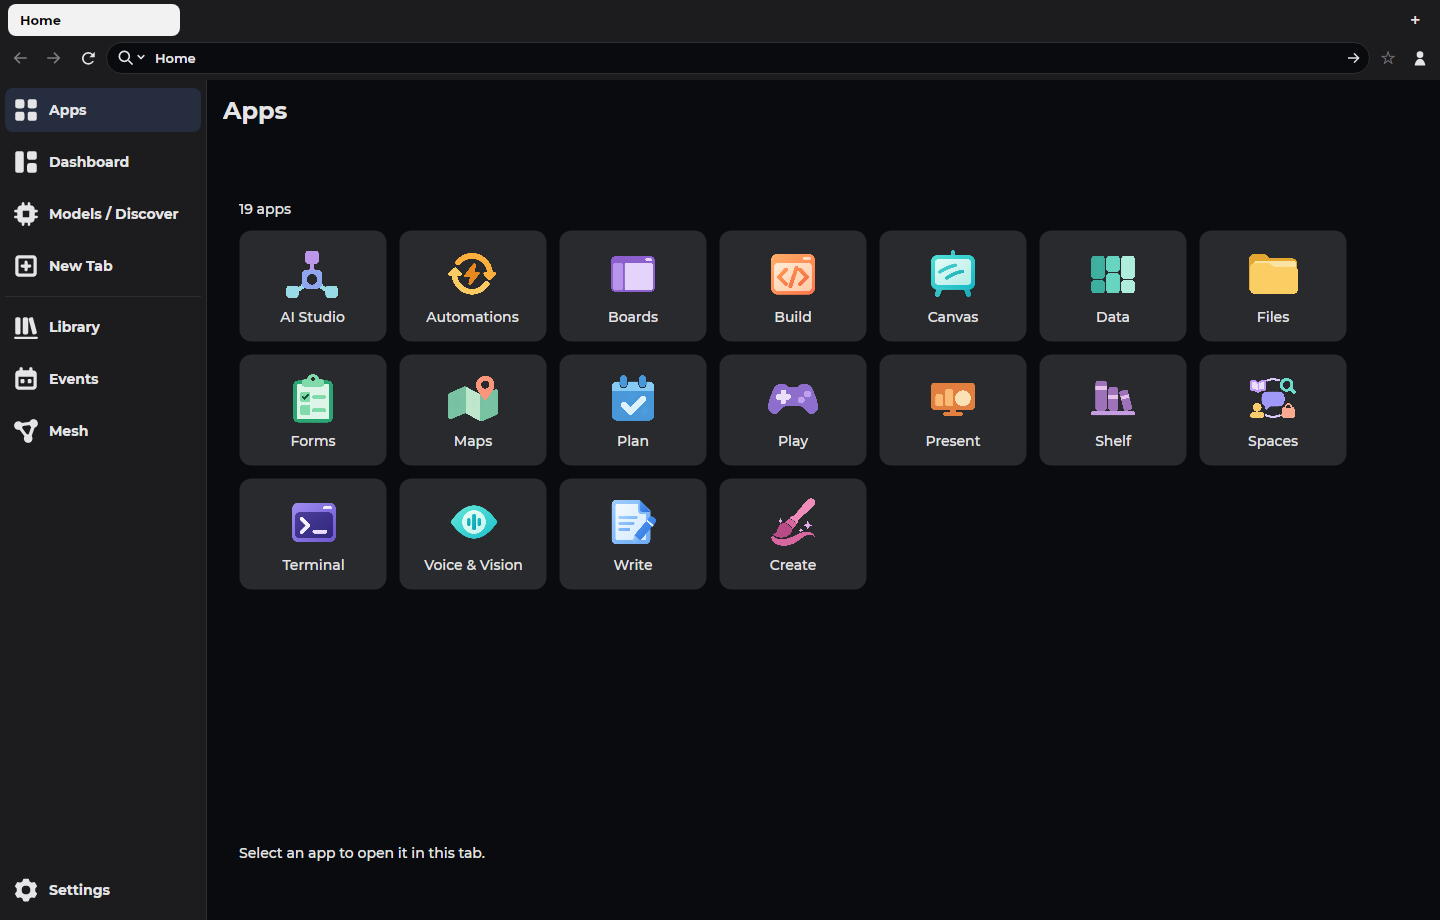 Home
+
Home
Apps
Dashboard
Models / Discover
New Tab
Library
Events
Mesh
Settings
Apps
19 apps
AI Studio
Automations
Boards
Build
Canvas
Data
Files
Forms
Maps
Plan
Play
Present
Shelf
Spaces
Terminal
Voice & Vision
Write
Create
Select an app to open it in this tab.